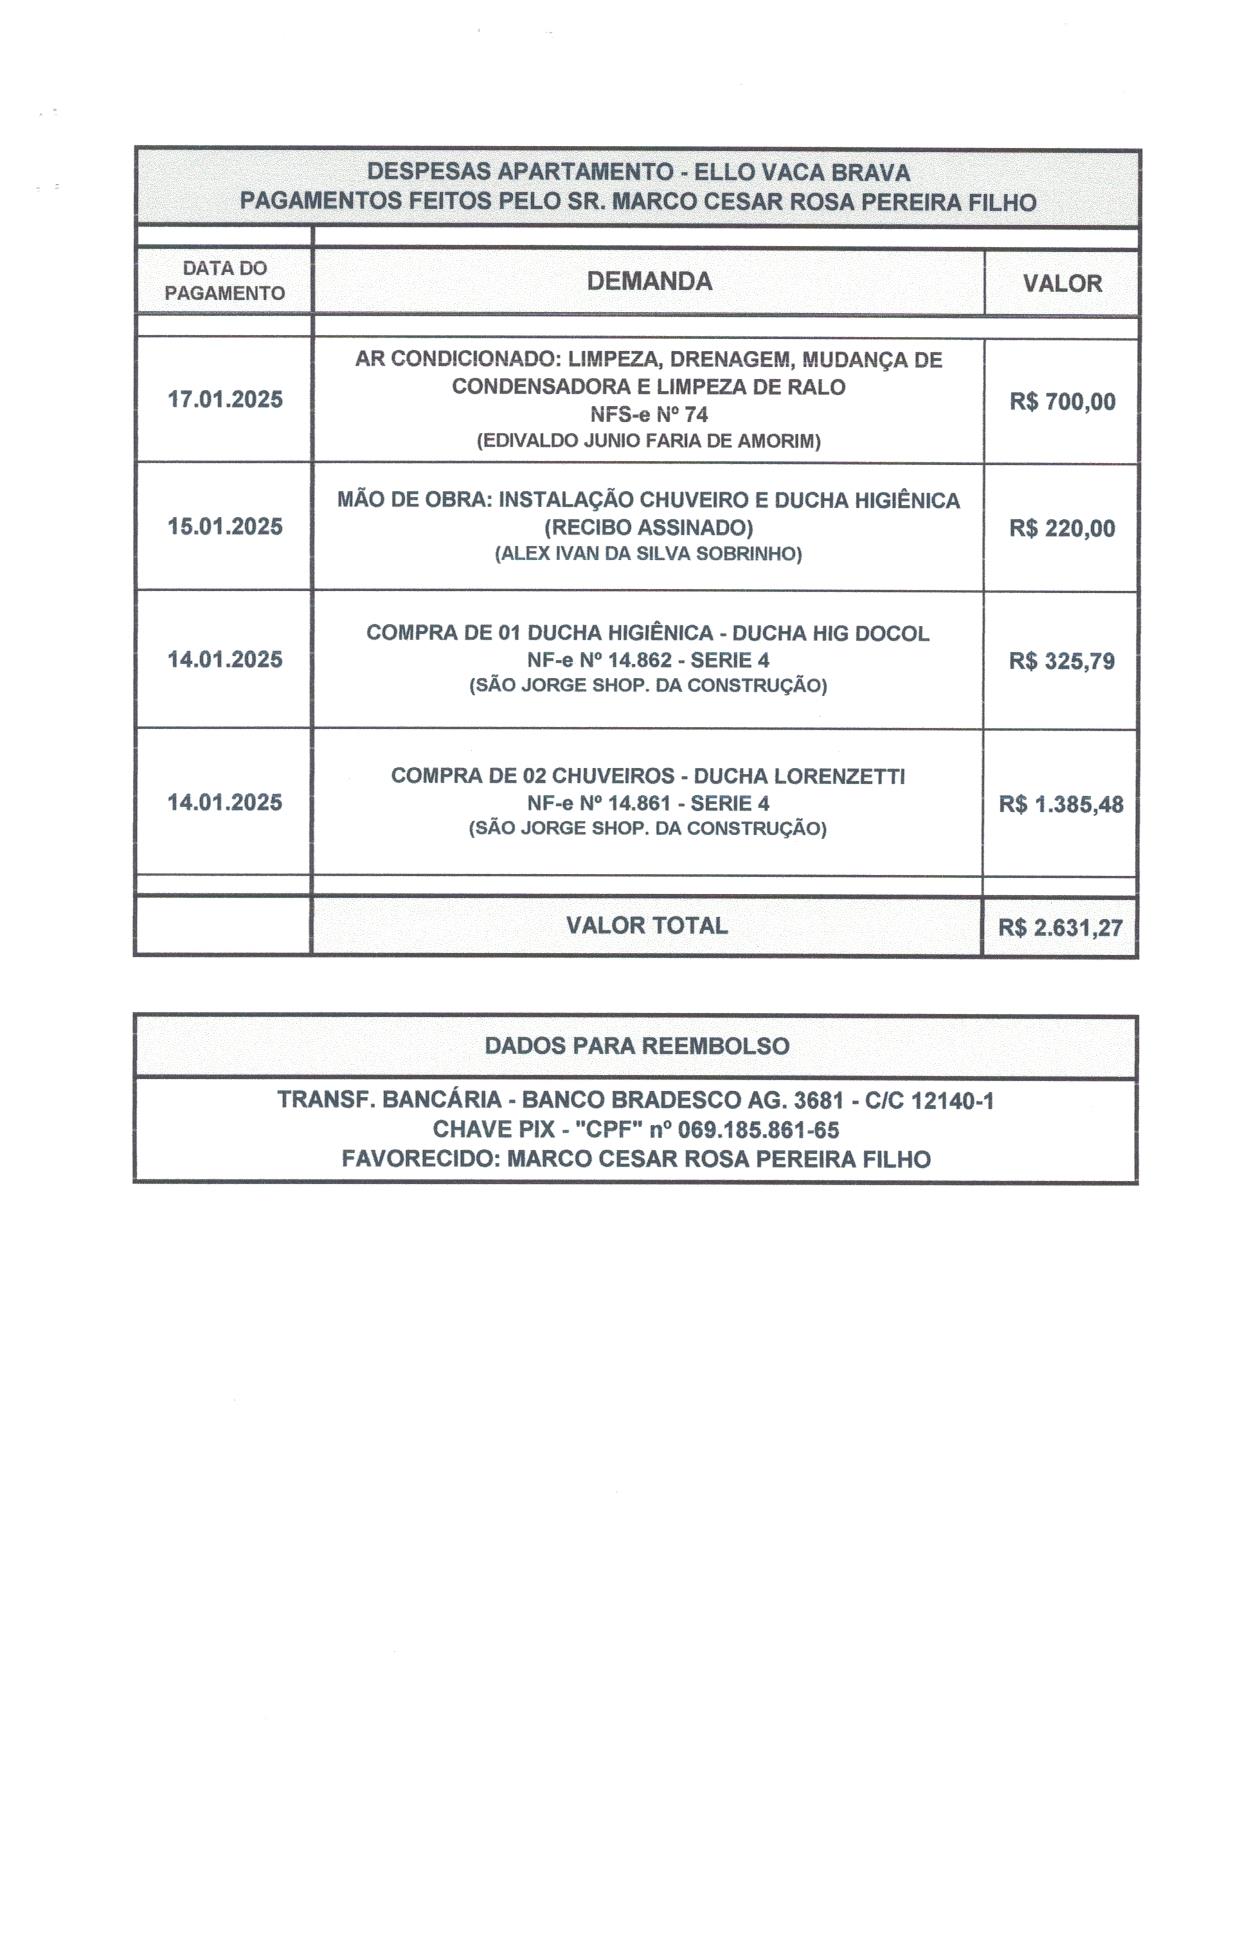 DESPESAS APARTAMENTO - ELLO VACA BRAVA
PAGAMENTOS FEITOS PELO SR. MARCO CESAR ROSA PEREIRA FILHO
DATA DO
PAGAMENTO
DEMANDA
VALOR
17.01.2025
AR CONDICIONADO: LIMPEZA, DRENAGEM, MUDANÇA DE
CONDENSADORA E LIMPEZA DE RALO
NFS-e Nº 74
(EDIVALDO JUNIO FARIA DE AMORIM)
R$ 700,00
15.01.2025
MÃO DE OBRA: INSTALAÇÃO CHUVEIRO E DUCHA HIGIÊNICA
(RECIBO ASSINADO)
(ALEX IVAN DA SILVA SOBRINHO)
R$ 220,00
14.01.2025
COMPRA DE 01 DUCHA HIGIÊNICA - DUCHA HIG DOCOL
NF-e Nº 14.862 - SERIE 4
(SÃO JORGE SHOP. DA CONSTRUÇÃO)
R$ 325,79
14.01.2025
COMPRA DE 02 CHUVEIROS - DUCHA LORENZETTI
NF-e Nº 14.861 - SERIE 4
(SÃO JORGE SHOP. DA CONSTRUÇÃO)
R$ 1.385,48
VALOR TOTAL
R$ 2.631,27
DADOS PARA REEMBOLSO
TRANSF. BANCÁRIA - BANCO BRADESCO AG. 3681 - C/C 12140-1
CHAVE PIX - "CPF" nº 069.185.861-65
FAVORECIDO: MARCO CESAR ROSA PEREIRA FILHO